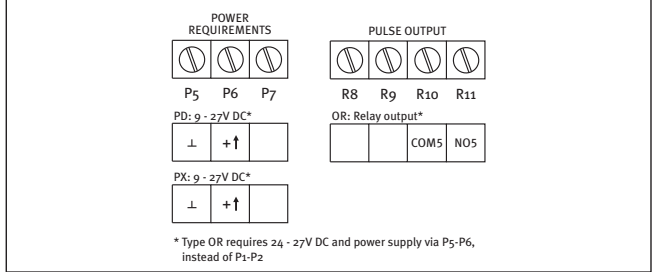 POWER
REQUIREMENTS
PULSE OUTPUT
P5 P6 P7
R8 R9 R10 R11
PD: 9 - 27V DC*
OR: Relay output*
⊥ +↑
COM5 NO5
PX: 9 - 27V DC*
⊥ +↑
* Type OR requires 24 - 27V DC and power supply via P5-P6,
instead of P1-P2